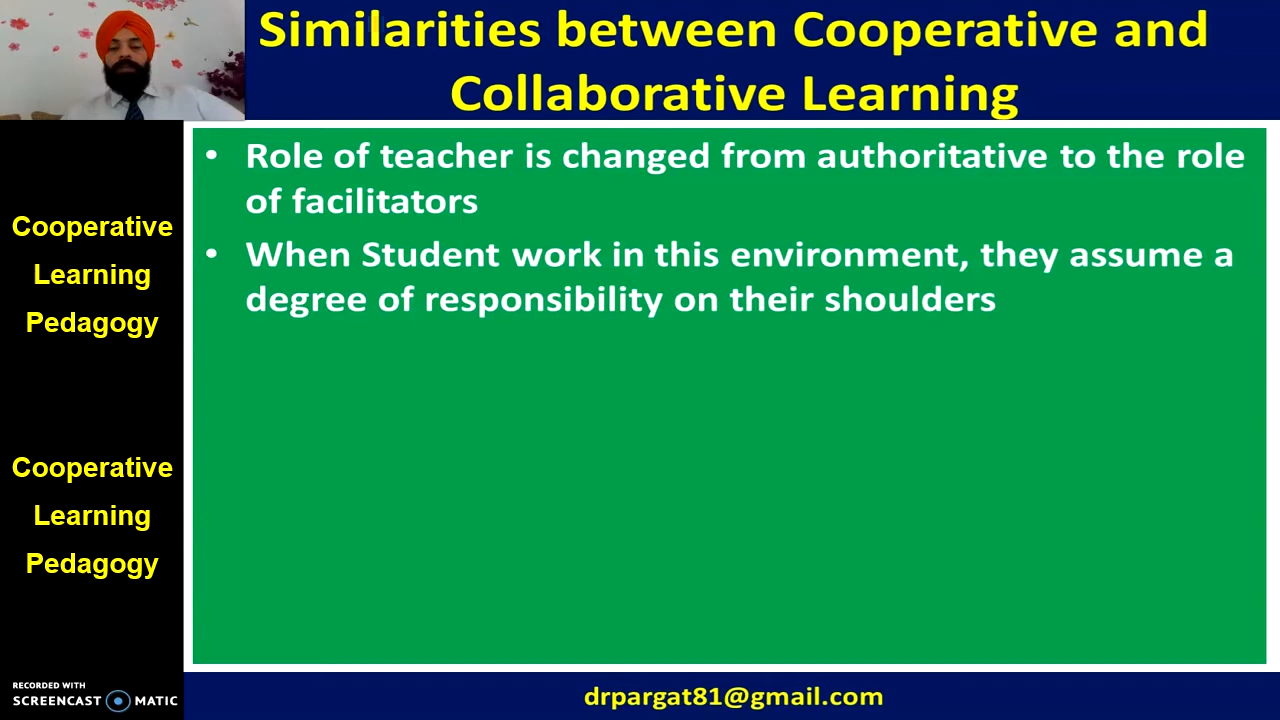 Similarities between Cooperative and
Collaborative Learning
• Role of teacher is changed from authoritative to the role
of facilitators
• When Student work in this environment, they assume a
degree of responsibility on their shoulders
Cooperative
Learning
Pedagogy
Cooperative
Learning
Pedagogy
RECORDED WITH
SCREENCAST MATIC
drpargat81@gmail.com